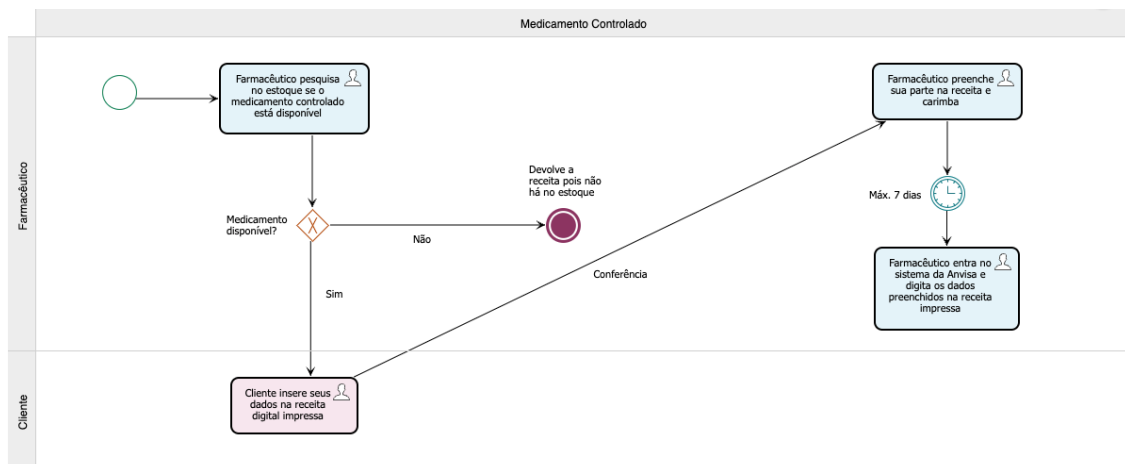 Medicamento Controlado
Farmacêutico
Farmacêutico pesquisa
no estoque se o
medicamento controlado
está disponível
Medicamento
disponível?
Não
Devolve a
receita pois não
há no estoque
Sim
Conferência
Farmacêutico preenche
sua parte na receita e
carimba
Máx. 7 dias
Farmacêutico entra no
sistema da Anvisa e
digita os dados
preenchidos na receita
impressa
Cliente
Cliente insere seus
dados na receita
digital impressa